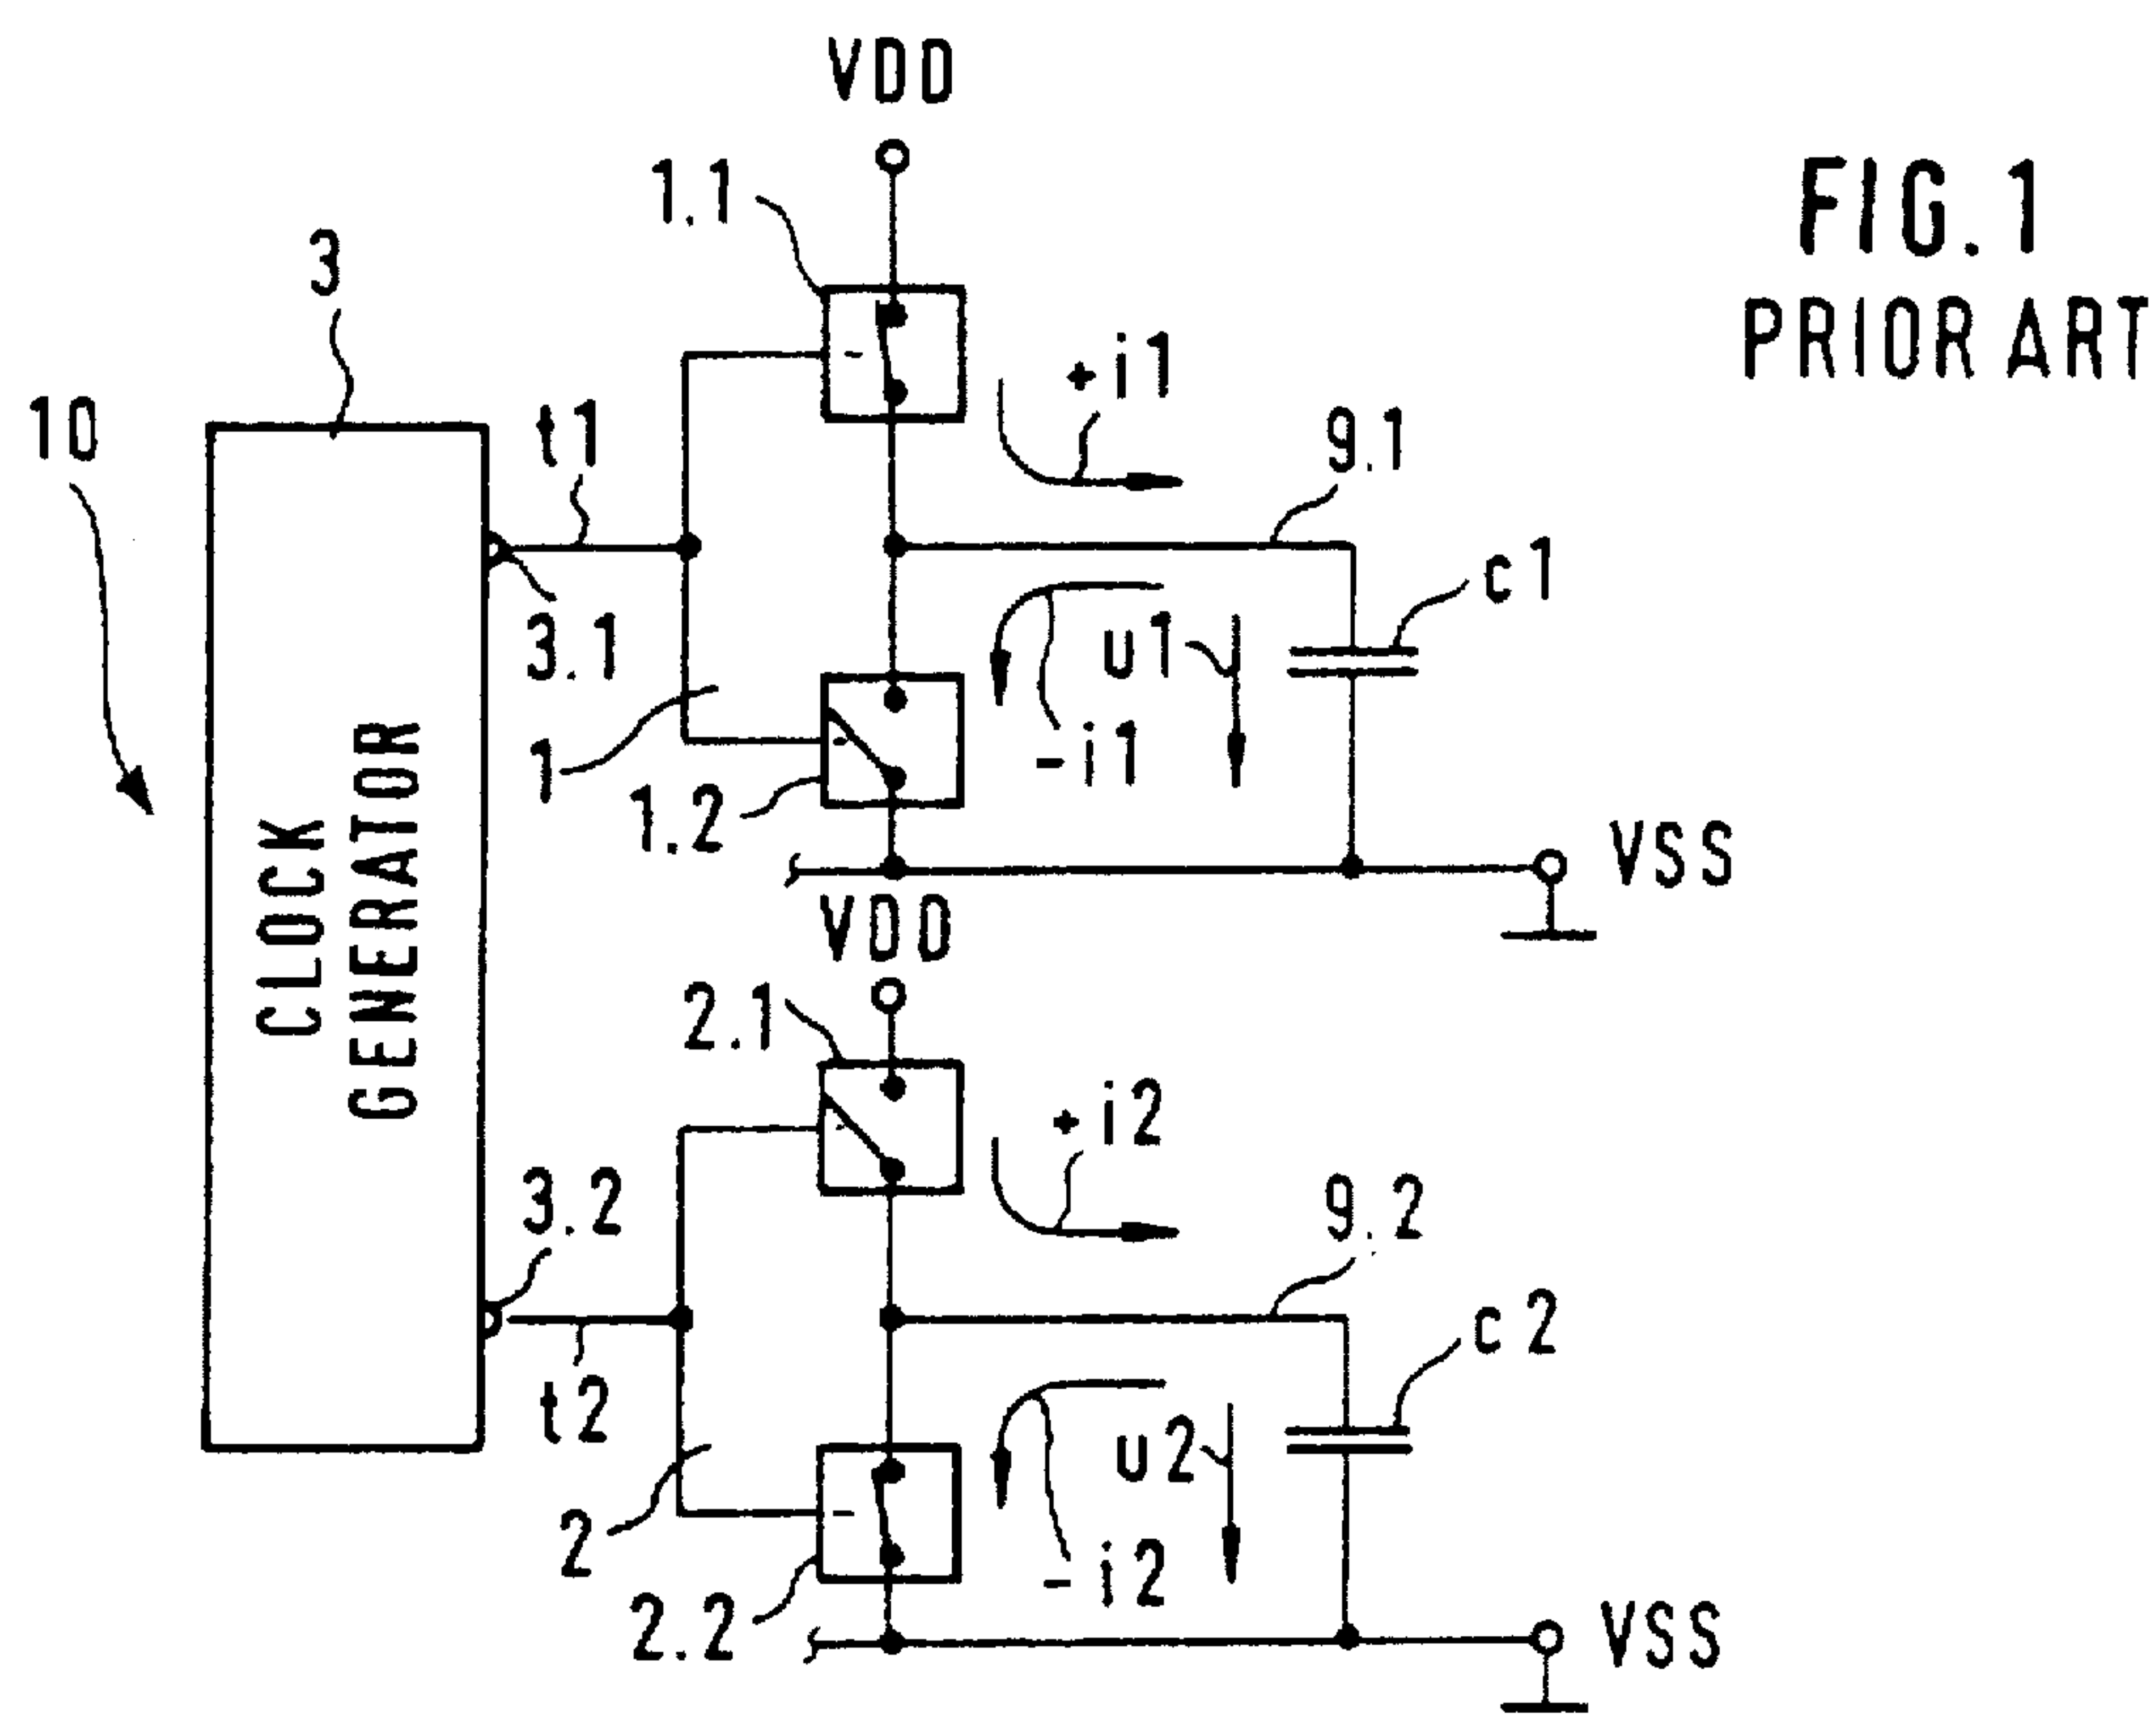 VDD
FIG. 1
PRIOR ART
1.1
3
+i1
10
t1
9.1
c1
3.1
u1
1
-i1
1.2
VSS
CLOCK
GENERATOR
VDD
2.1
+i2
3.2
9.2
c2
t2
u2
2
-i2
2.2
VSS